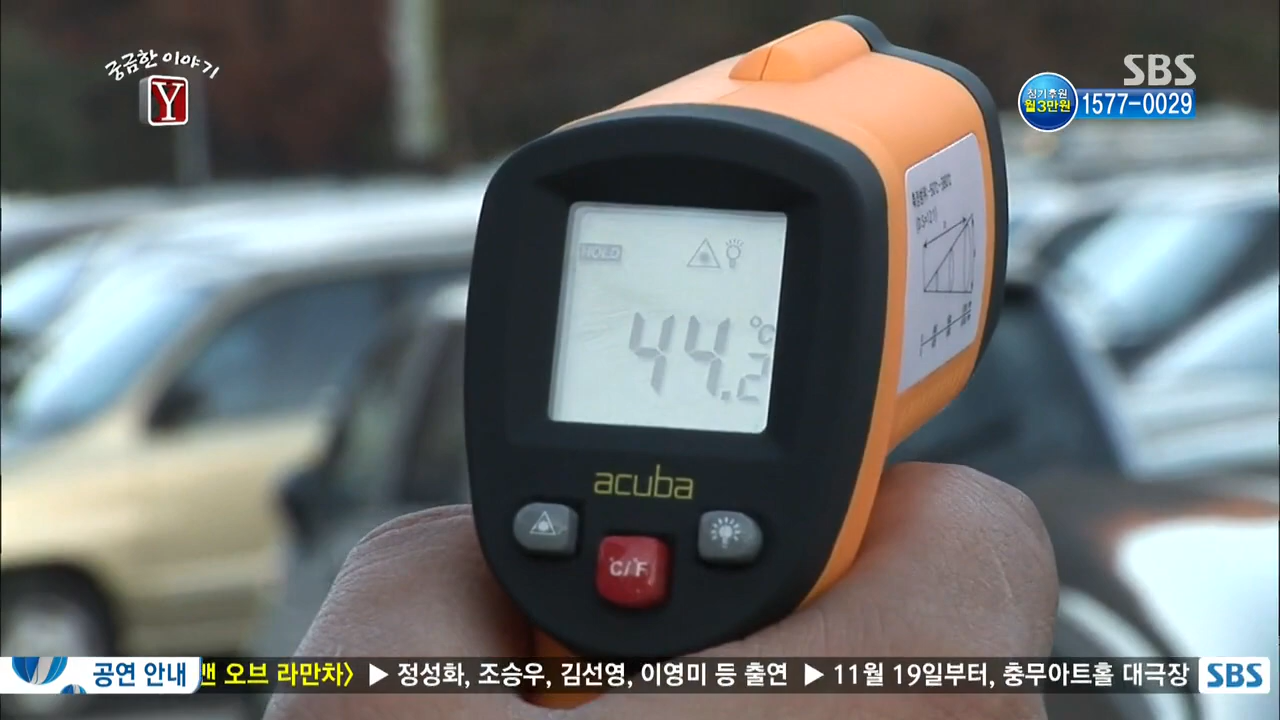 궁금한 이야기
Y
SBS
정기후원
월3만원
1577-0029
HOLD
44.2
°C
acuba
°C/°F
공연 안내
맨 오브 라만차〉 ▶ 정성화, 조승우, 김선영, 이영미 등 출연 ▶ 11월 19일부터, 충무아트홀 대극장
SBS